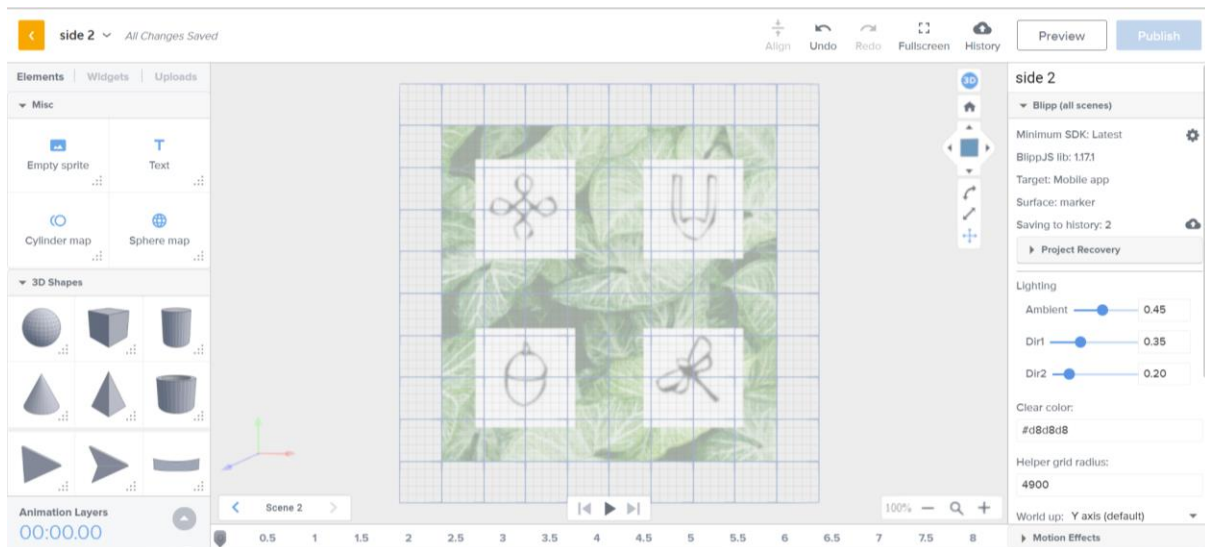 side 2
All Changes Saved
Align
Undo
Redo
Fullscreen
History
Preview
Publish
Elements
Widgets
Uploads
Misc
Empty sprite
Text
Cylinder map
Sphere map
3D Shapes
Animation Layers
00:00.00
3D
Scene 2
100%
0.5 1 1.5 2 2.5 3 3.5 4 4.5 5 5.5 6 6.5 7 7.5 8
side 2
Blipp (all scenes)
Minimum SDK: Latest
BlippJS lib: 1.17.1
Target: Mobile app
Surface: marker
Saving to history: 2
Project Recovery
Lighting
Ambient 0.45
Dir1 0.35
Dir2 0.20
Clear color:
#d8d8d8
Helper grid radius:
4900
World up: Y axis (default)
Motion Effects